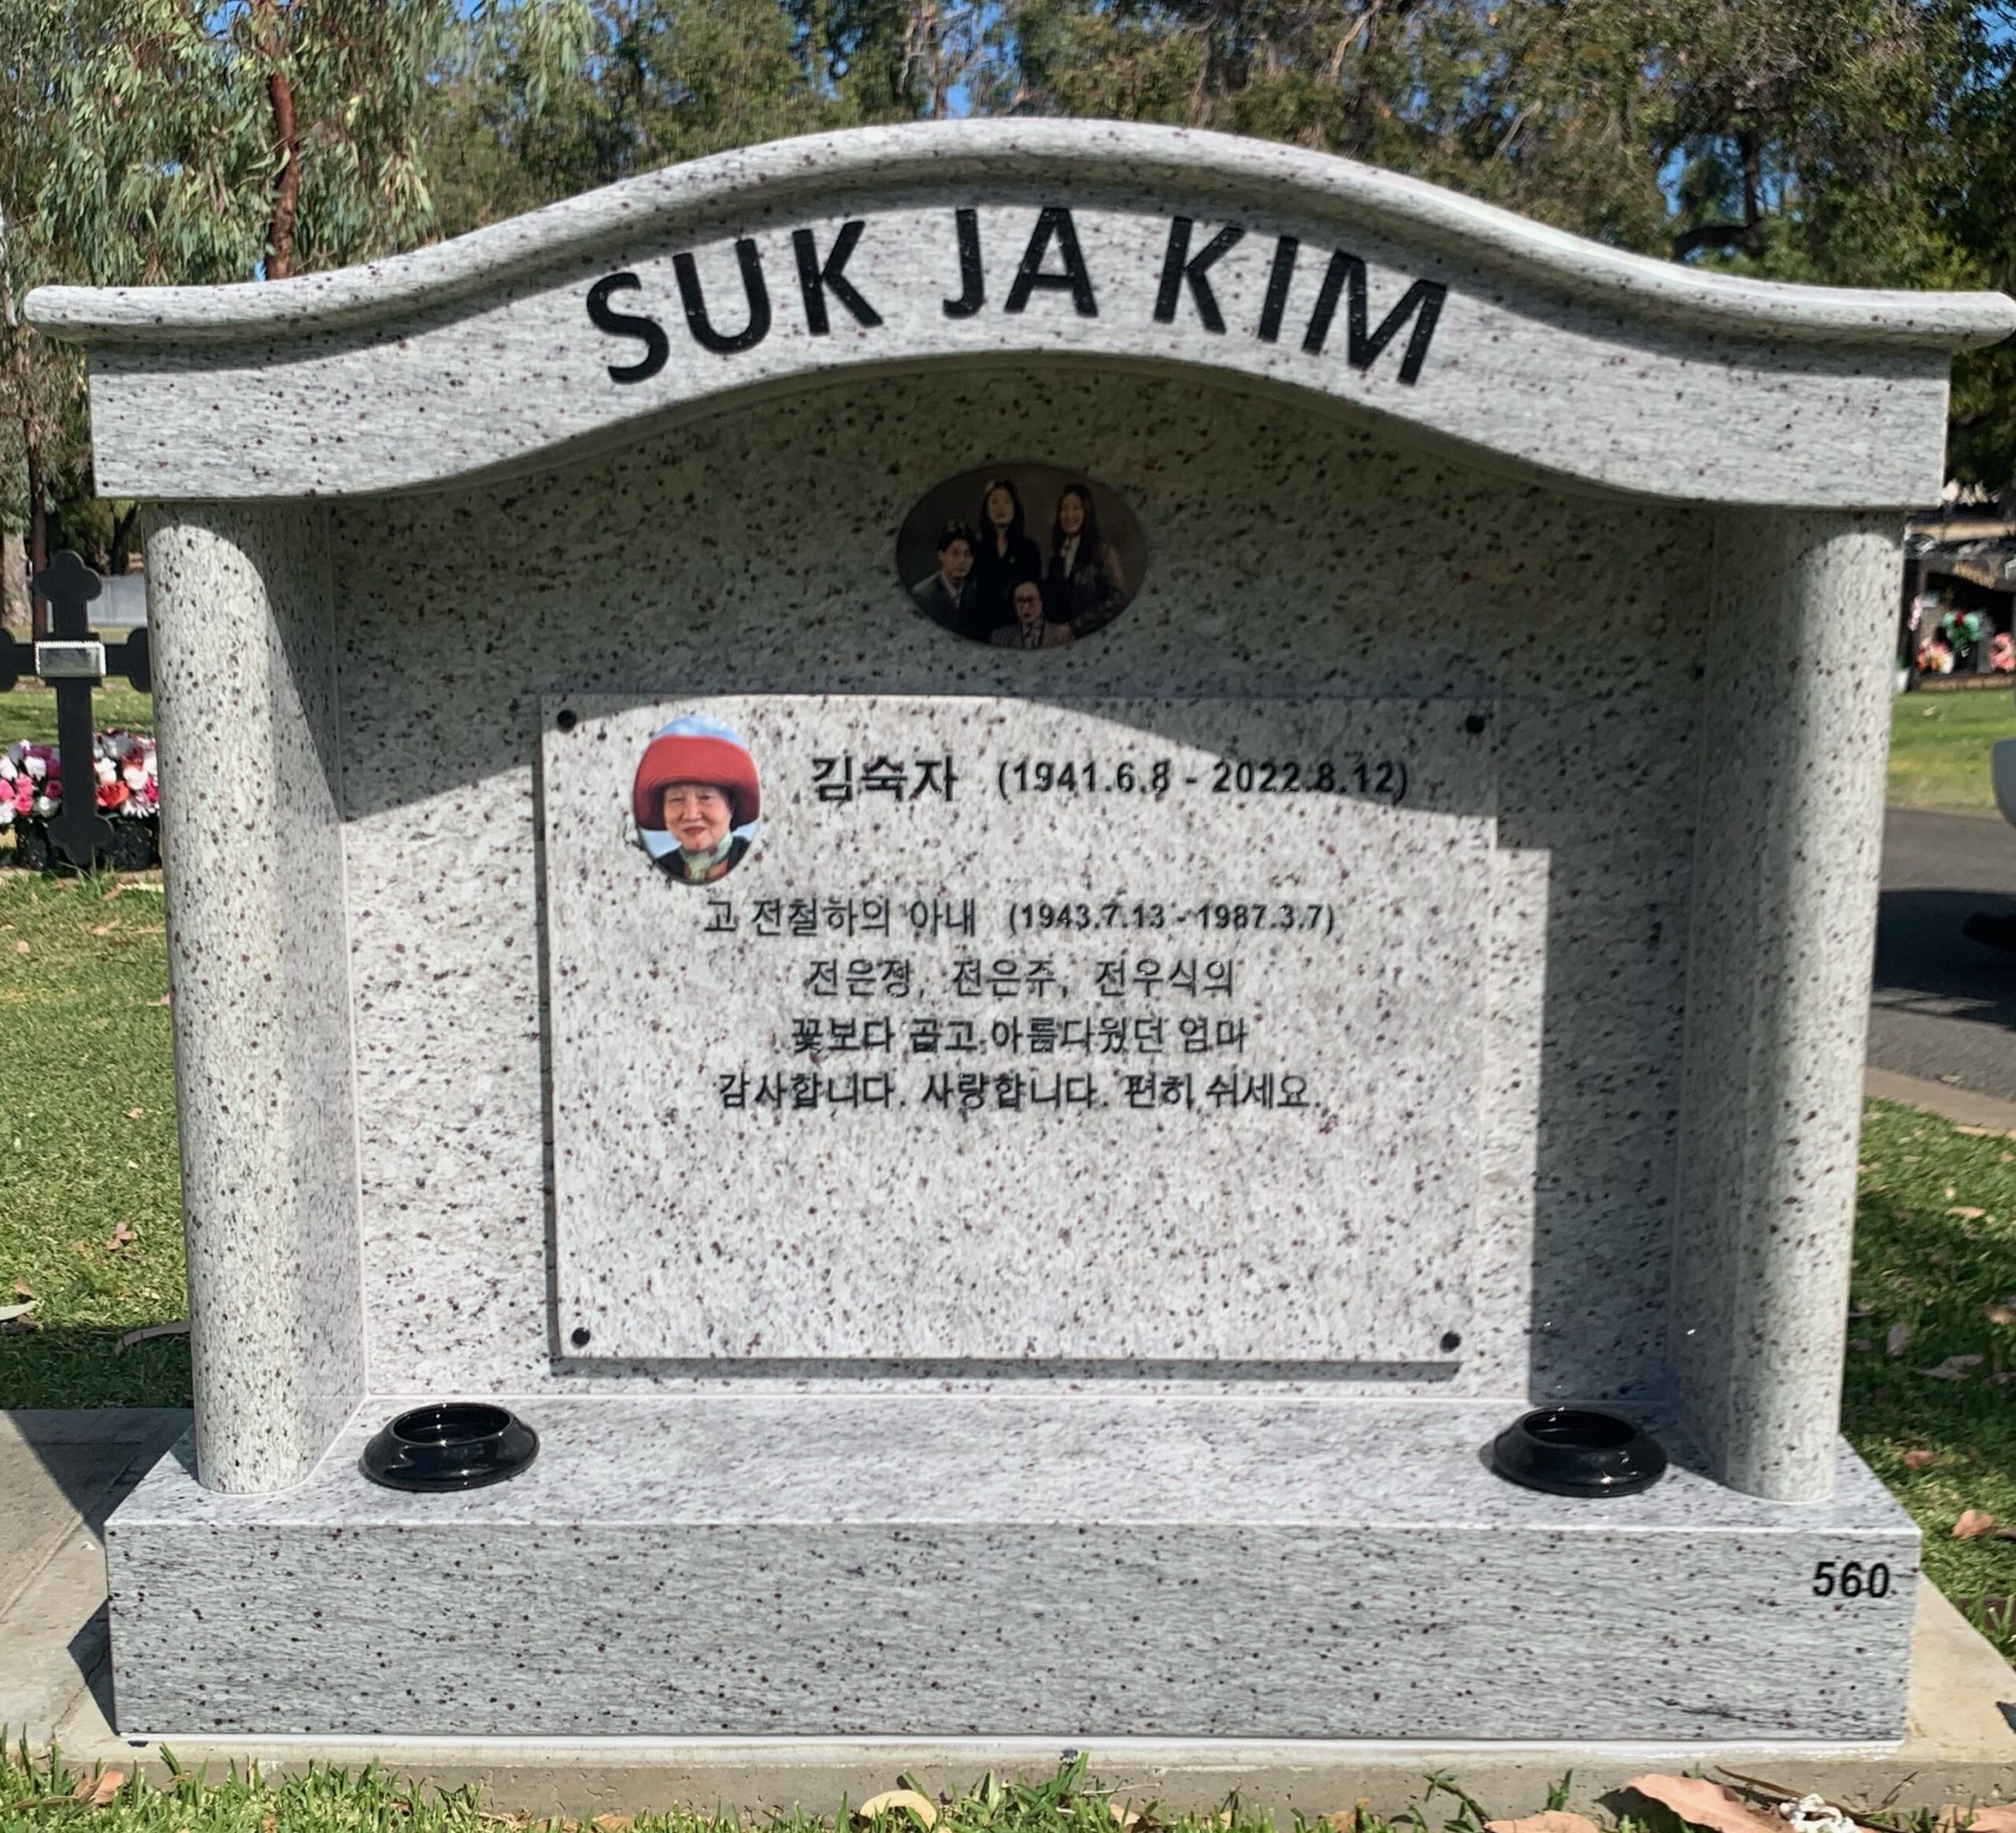 SUK JA KIM
김숙자 (1941.6.8 - 2022.8.12)
고 전철하의 아내 (1943.7.13 - 1987.3.7)
전은정, 전은주, 전우식의
꽃보다 곱고 아름다웠던 엄마
감사합니다. 사랑합니다. 편히 쉬세요.
560